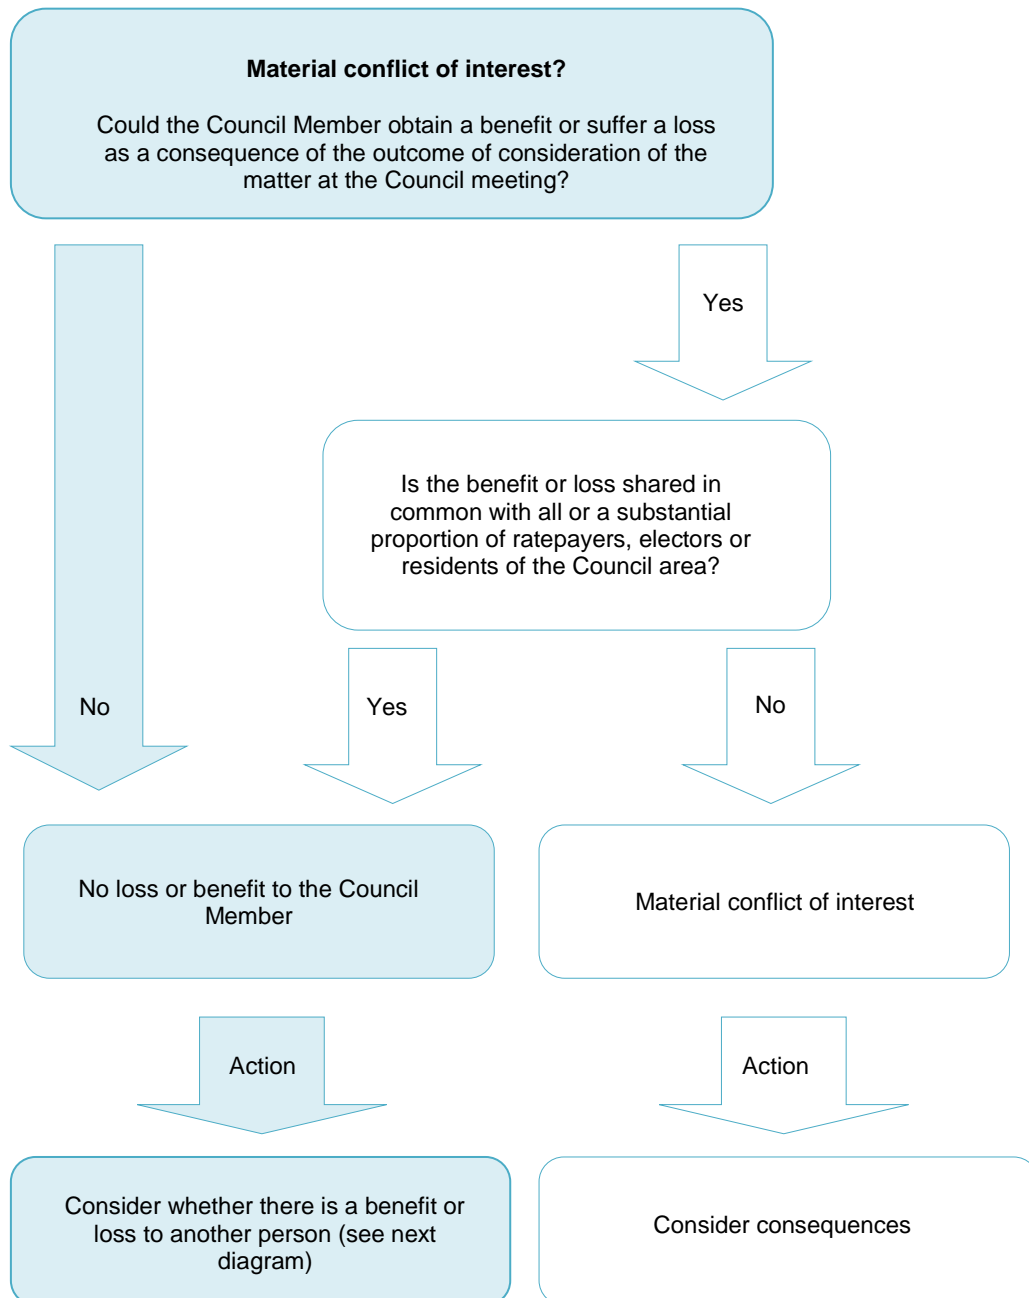 Material conflict of interest?
Could the Council Member obtain a benefit or suffer a loss
as a consequence of the outcome of consideration of the
matter at the Council meeting?
Yes
Is the benefit or loss shared in
common with all or a substantial
proportion of ratepayers, electors or
residents of the Council area?
No
Yes
No
No loss or benefit to the Council
Member
Material conflict of interest
Action
Action
Consider whether there is a benefit or
loss to another person (see next
diagram)
Consider consequences